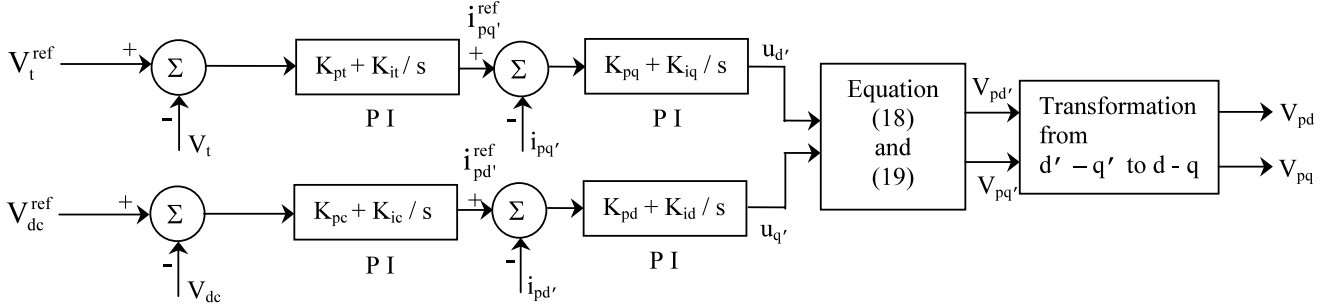 V_t^ref
+
Σ
-
V_t
K_pt + K_it / s
P I
i_pq'^ref
+
Σ
-
i_pq′
K_pq + K_iq / s
P I
u_d′
V_dc^ref
+
Σ
-
V_dc
K_pc + K_ic / s
P I
i_pd'^ref
+
Σ
-
i_pd′
K_pd + K_id / s
P I
u_q′
Equation
(18)
and
(19)
V_pd′
V_pq′
Transformation
from
d′ – q′ to d - q
V_pd
V_pq